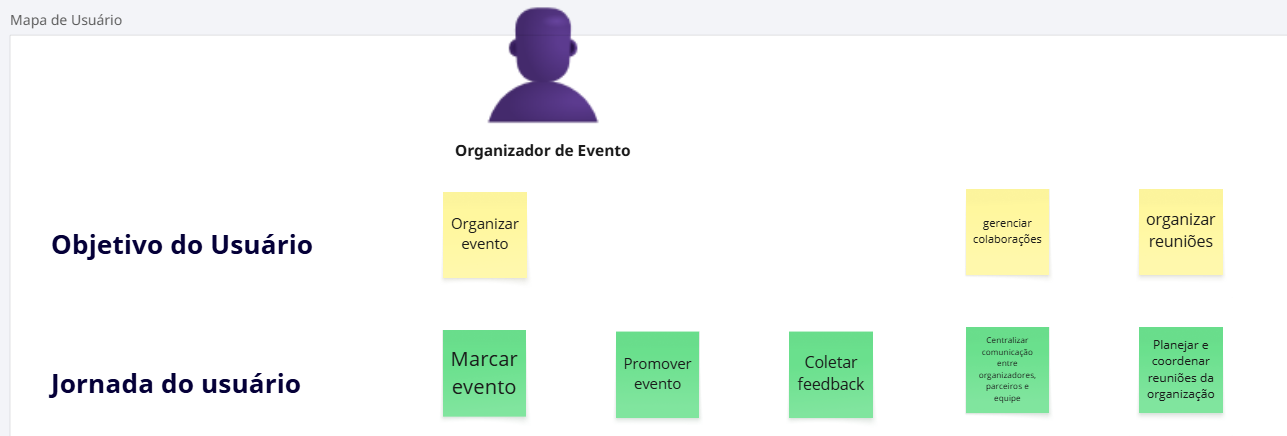 Mapa de Usuário
Organizador de Evento
Objetivo do Usuário
Organizar
evento
gerenciar
colaborações
organizar
reuniões
Jornada do usuário
Marcar
evento
Promover
evento
Coletar
feedback
Centralizar
comunicação
entre
organizadores,
parceiros e
equipe
Planejar e
coordenar
reuniões da
organização